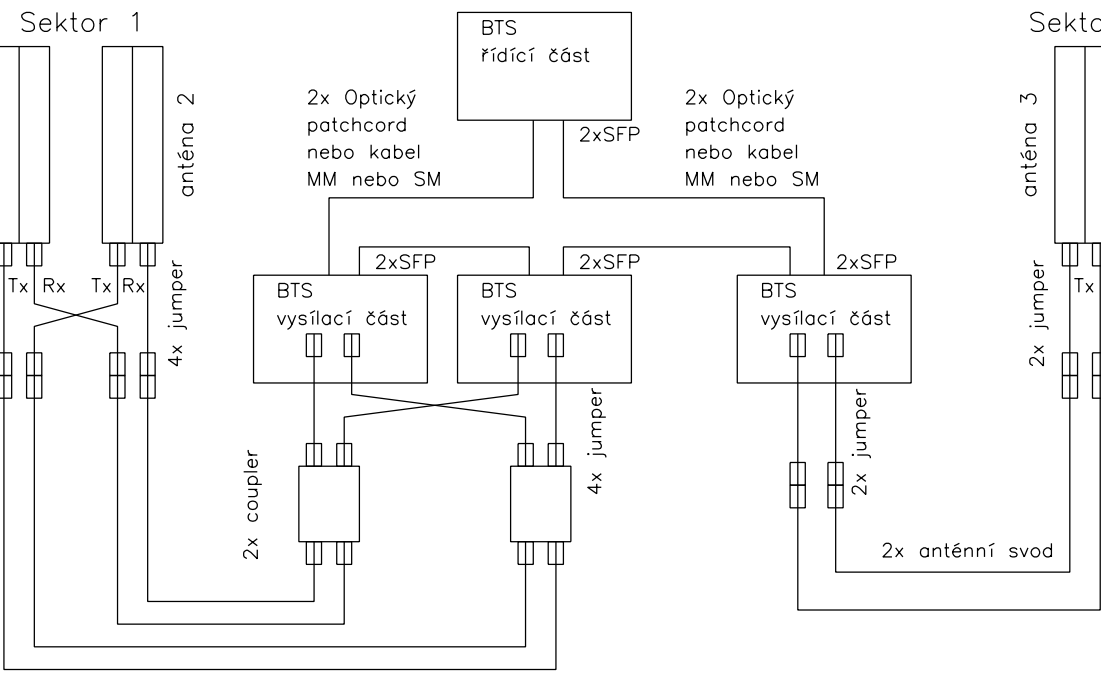 Sektor 1
BTS
řídící část
Sekto
anténa 2
2x Optický
patchcord
nebo kabel
MM nebo SM
2xSFP
2x Optický
patchcord
nebo kabel
MM nebo SM
anténa 3
Tx Rx Tx Rx
4x jumper
2xSFP
2xSFP
2xSFP
BTS
vysílací část
BTS
vysílací část
BTS
vysílací část
2x jumper
Tx
2x coupler
4x jumper
2x jumper
2x anténní svod